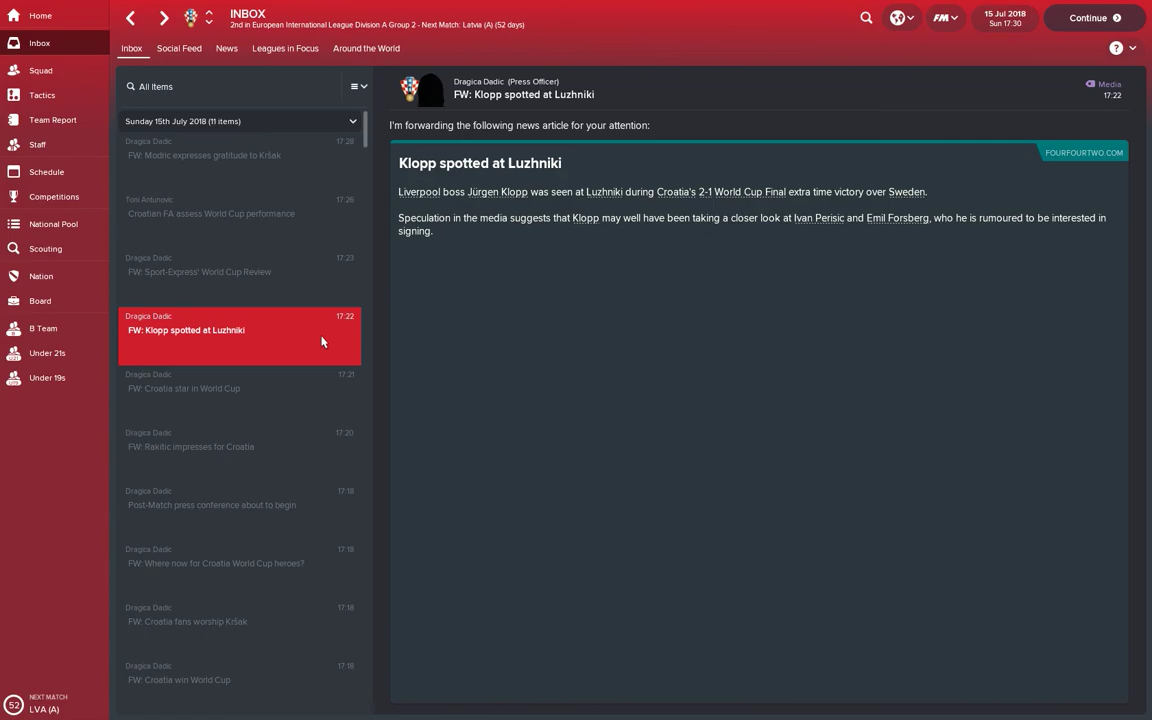 Home
Inbox
Squad
Tactics
Team Report
Staff
Schedule
Competitions
National Pool
Scouting
Nation
Board
B Team
Under 21s
Under 19s
52
NEXT MATCH
LVA (A)
INBOX
2nd in European International League Division A Group 2 - Next Match: Latvia (A) (52 days)
FM
15 Jul 2018
Sun 17:30
Continue
Inbox
Social Feed
News
Leagues in Focus
Around the World
?
All Items
Sunday 15th July 2018 (11 items)
Dragica Dadic 17:28
FW: Modric expresses gratitude to Kršak
Tomi Antunovic 17:26
Croatian FA assess World Cup performance
Dragica Dadic 17:23
FW: Sport-Express' World Cup Review
Dragica Dadic 17:22
FW: Klopp spotted at Luzhniki
Dragica Dadic 17:21
FW: Croatia star in World Cup
Dragica Dadic 17:20
FW: Rakitic impresses for Croatia
Dragica Dadic 17:18
Post-Match press conference about to begin
Dragica Dadic 17:18
FW: Where now for Croatia World Cup heroes?
Dragica Dadic 17:18
FW: Croatia fans worship Kršak
Dragica Dadic 17:18
FW: Croatia win World Cup
Dragica Dadic (Press Officer)
FW: Klopp spotted at Luzhniki
Media
17:22
I'm forwarding the following news article for your attention:
FOURFOURTWO.COM
Klopp spotted at Luzhniki
Liverpool boss Jürgen Klopp was seen at Luzhniki during Croatia's 2-1 World Cup Final extra time victory over Sweden.
Speculation in the media suggests that Klopp may well have been taking a closer look at Ivan Perisic and Emil Forsberg, who he is rumoured to be interested in
signing.